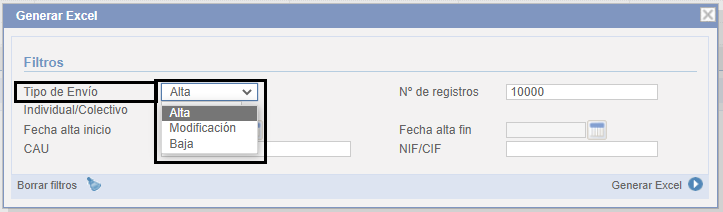 Generar Excel
Filtros
Tipo de Envío Alta Nº de registros 10000
Individual/Colectivo Alta
Modificación
Fecha alta inicio Fecha alta fin
Baja
CAU NIF/CIF
Borrar filtros Generar Excel